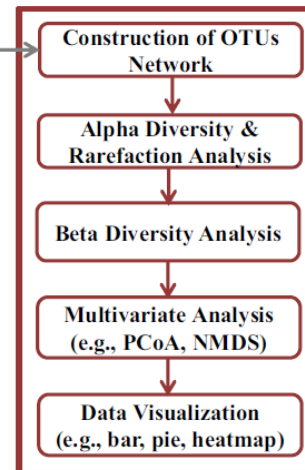 Construction of OTUs
Network
Alpha Diversity &
Rarefaction Analysis
Beta Diversity Analysis
Multivariate Analysis
(e.g., PCoA, NMDS)
Data Visualization
(e.g., bar, pie, heatmap)